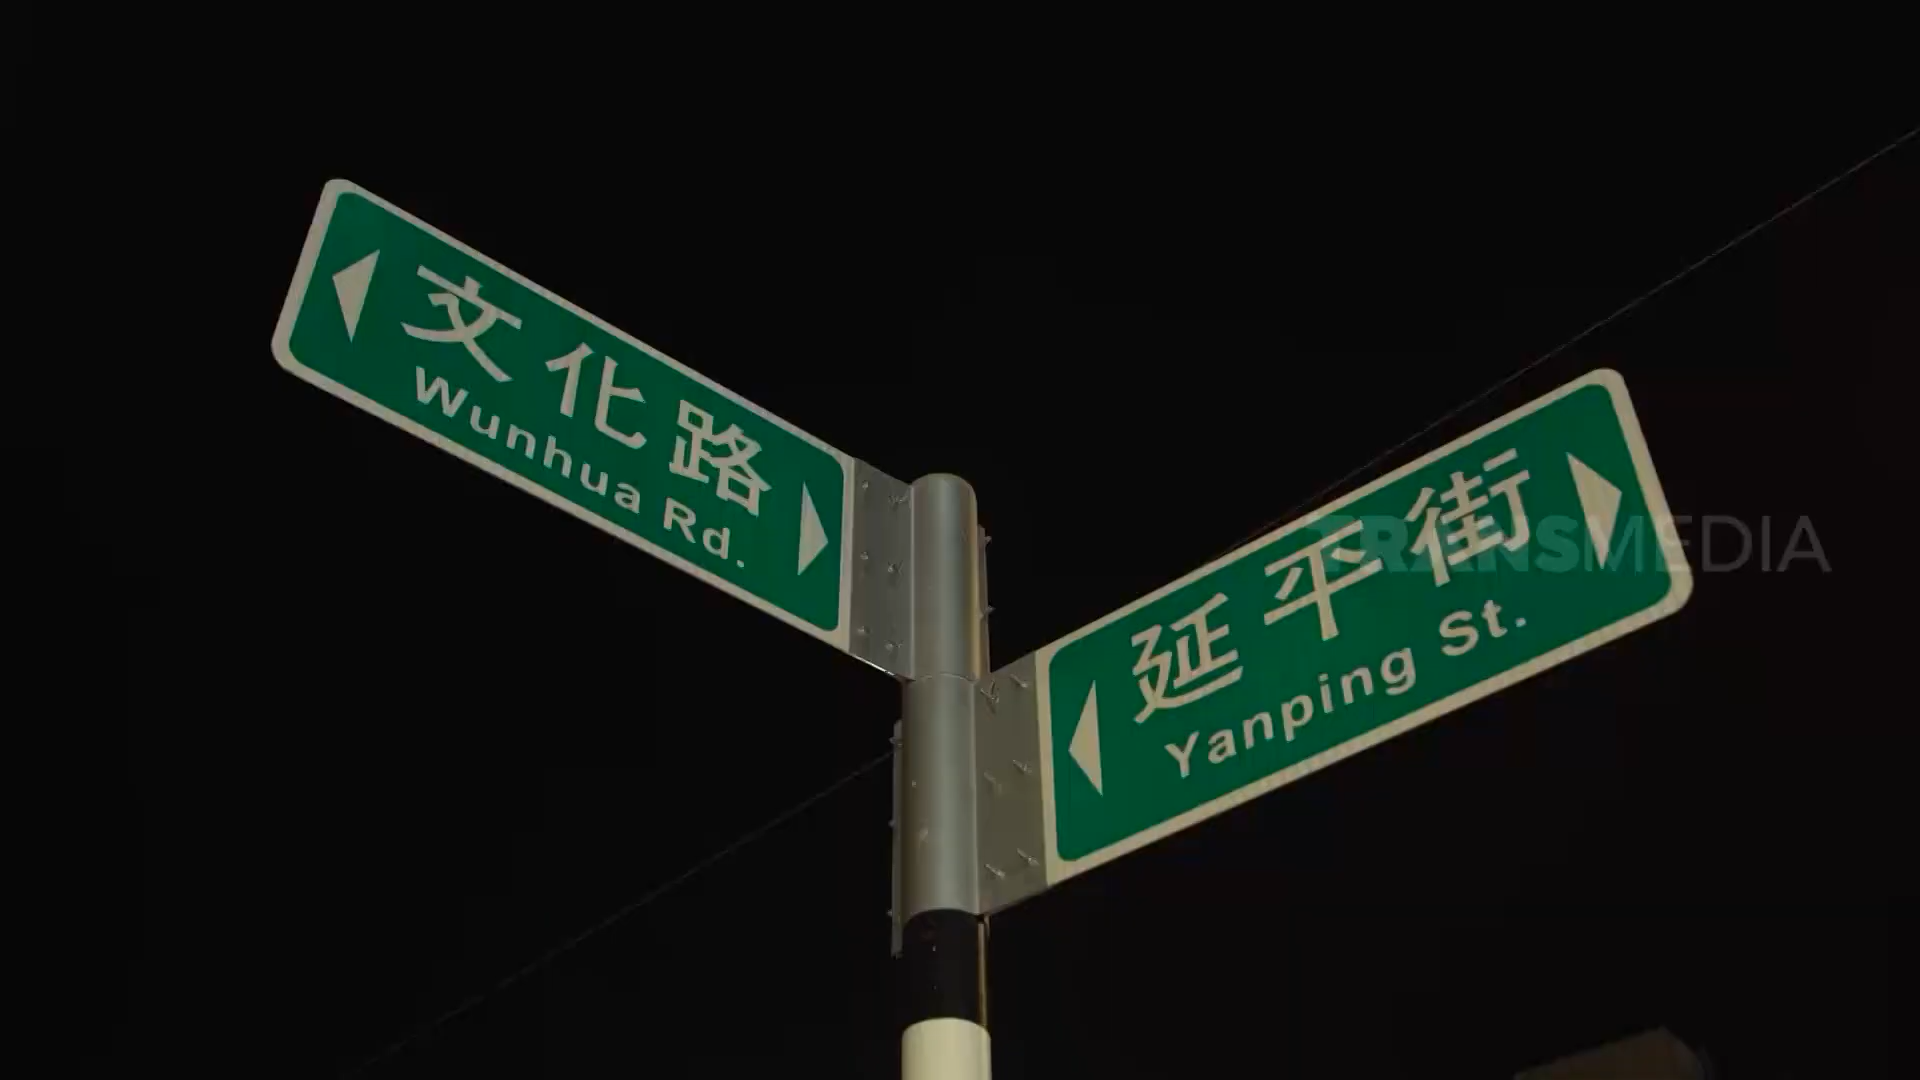 文化路
Wunhua Rd.
延平街
Yanping St.
TRANSMEDIA